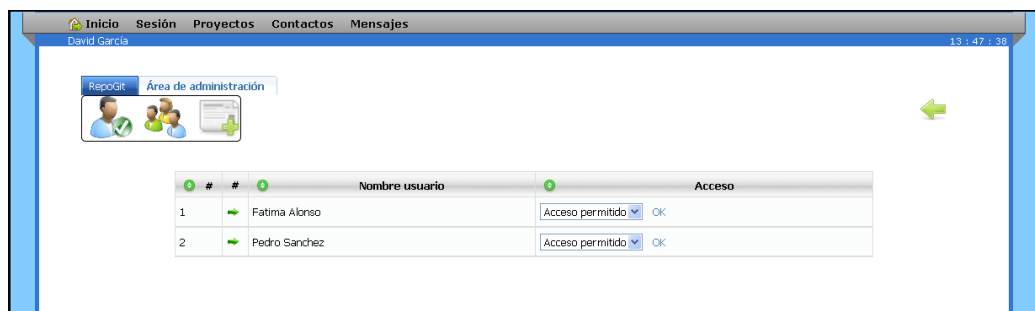 Inicio Sesión Proyectos Contactos Mensajes
David García 13 : 47 : 38
RepoGit Área de administración
# # Nombre usuario Acceso
1 Fatima Alonso Acceso permitido OK
2 Pedro Sanchez Acceso permitido OK